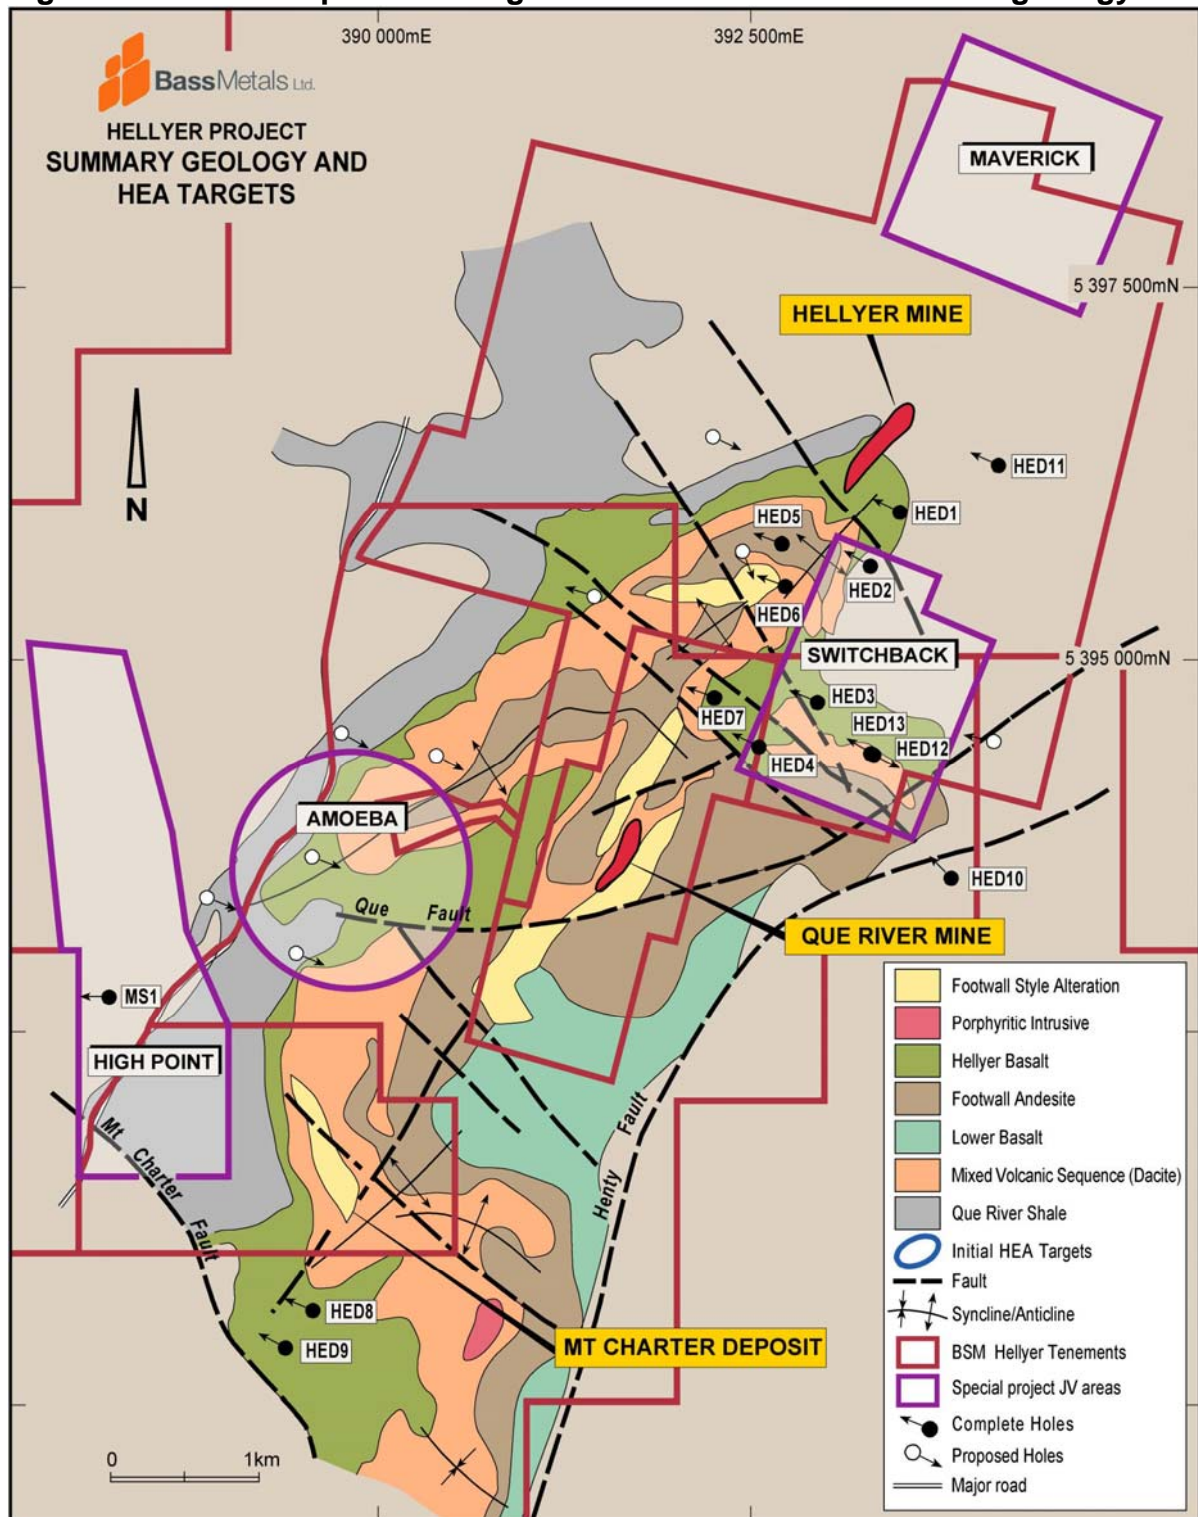 390 000mE
392 500mE
BassMetals Ltd.
HELLYER PROJECT
SUMMARY GEOLOGY AND
HEA TARGETS
MAVERICK
5 397 500mN
HELLYER MINE
N
HED11
HED5
HED1
HED2
HED6
SWITCHBACK
5 395 000mN
HED7
HED3
HED13
HED12
HED4
AMOEBA
HED10
Que Fault
QUE RIVER MINE
MS1
HIGH POINT
Mt Charter Fault
Henty Fault
HED8
HED9
MT CHARTER DEPOSIT
0 1km
Footwall Style Alteration
Porphyritic Intrusive
Hellyer Basalt
Footwall Andesite
Lower Basalt
Mixed Volcanic Sequence (Dacite)
Que River Shale
Initial HEA Targets
Fault
Syncline/Anticline
BSM Hellyer Tenements
Special project JV areas
Complete Holes
Proposed Holes
Major road